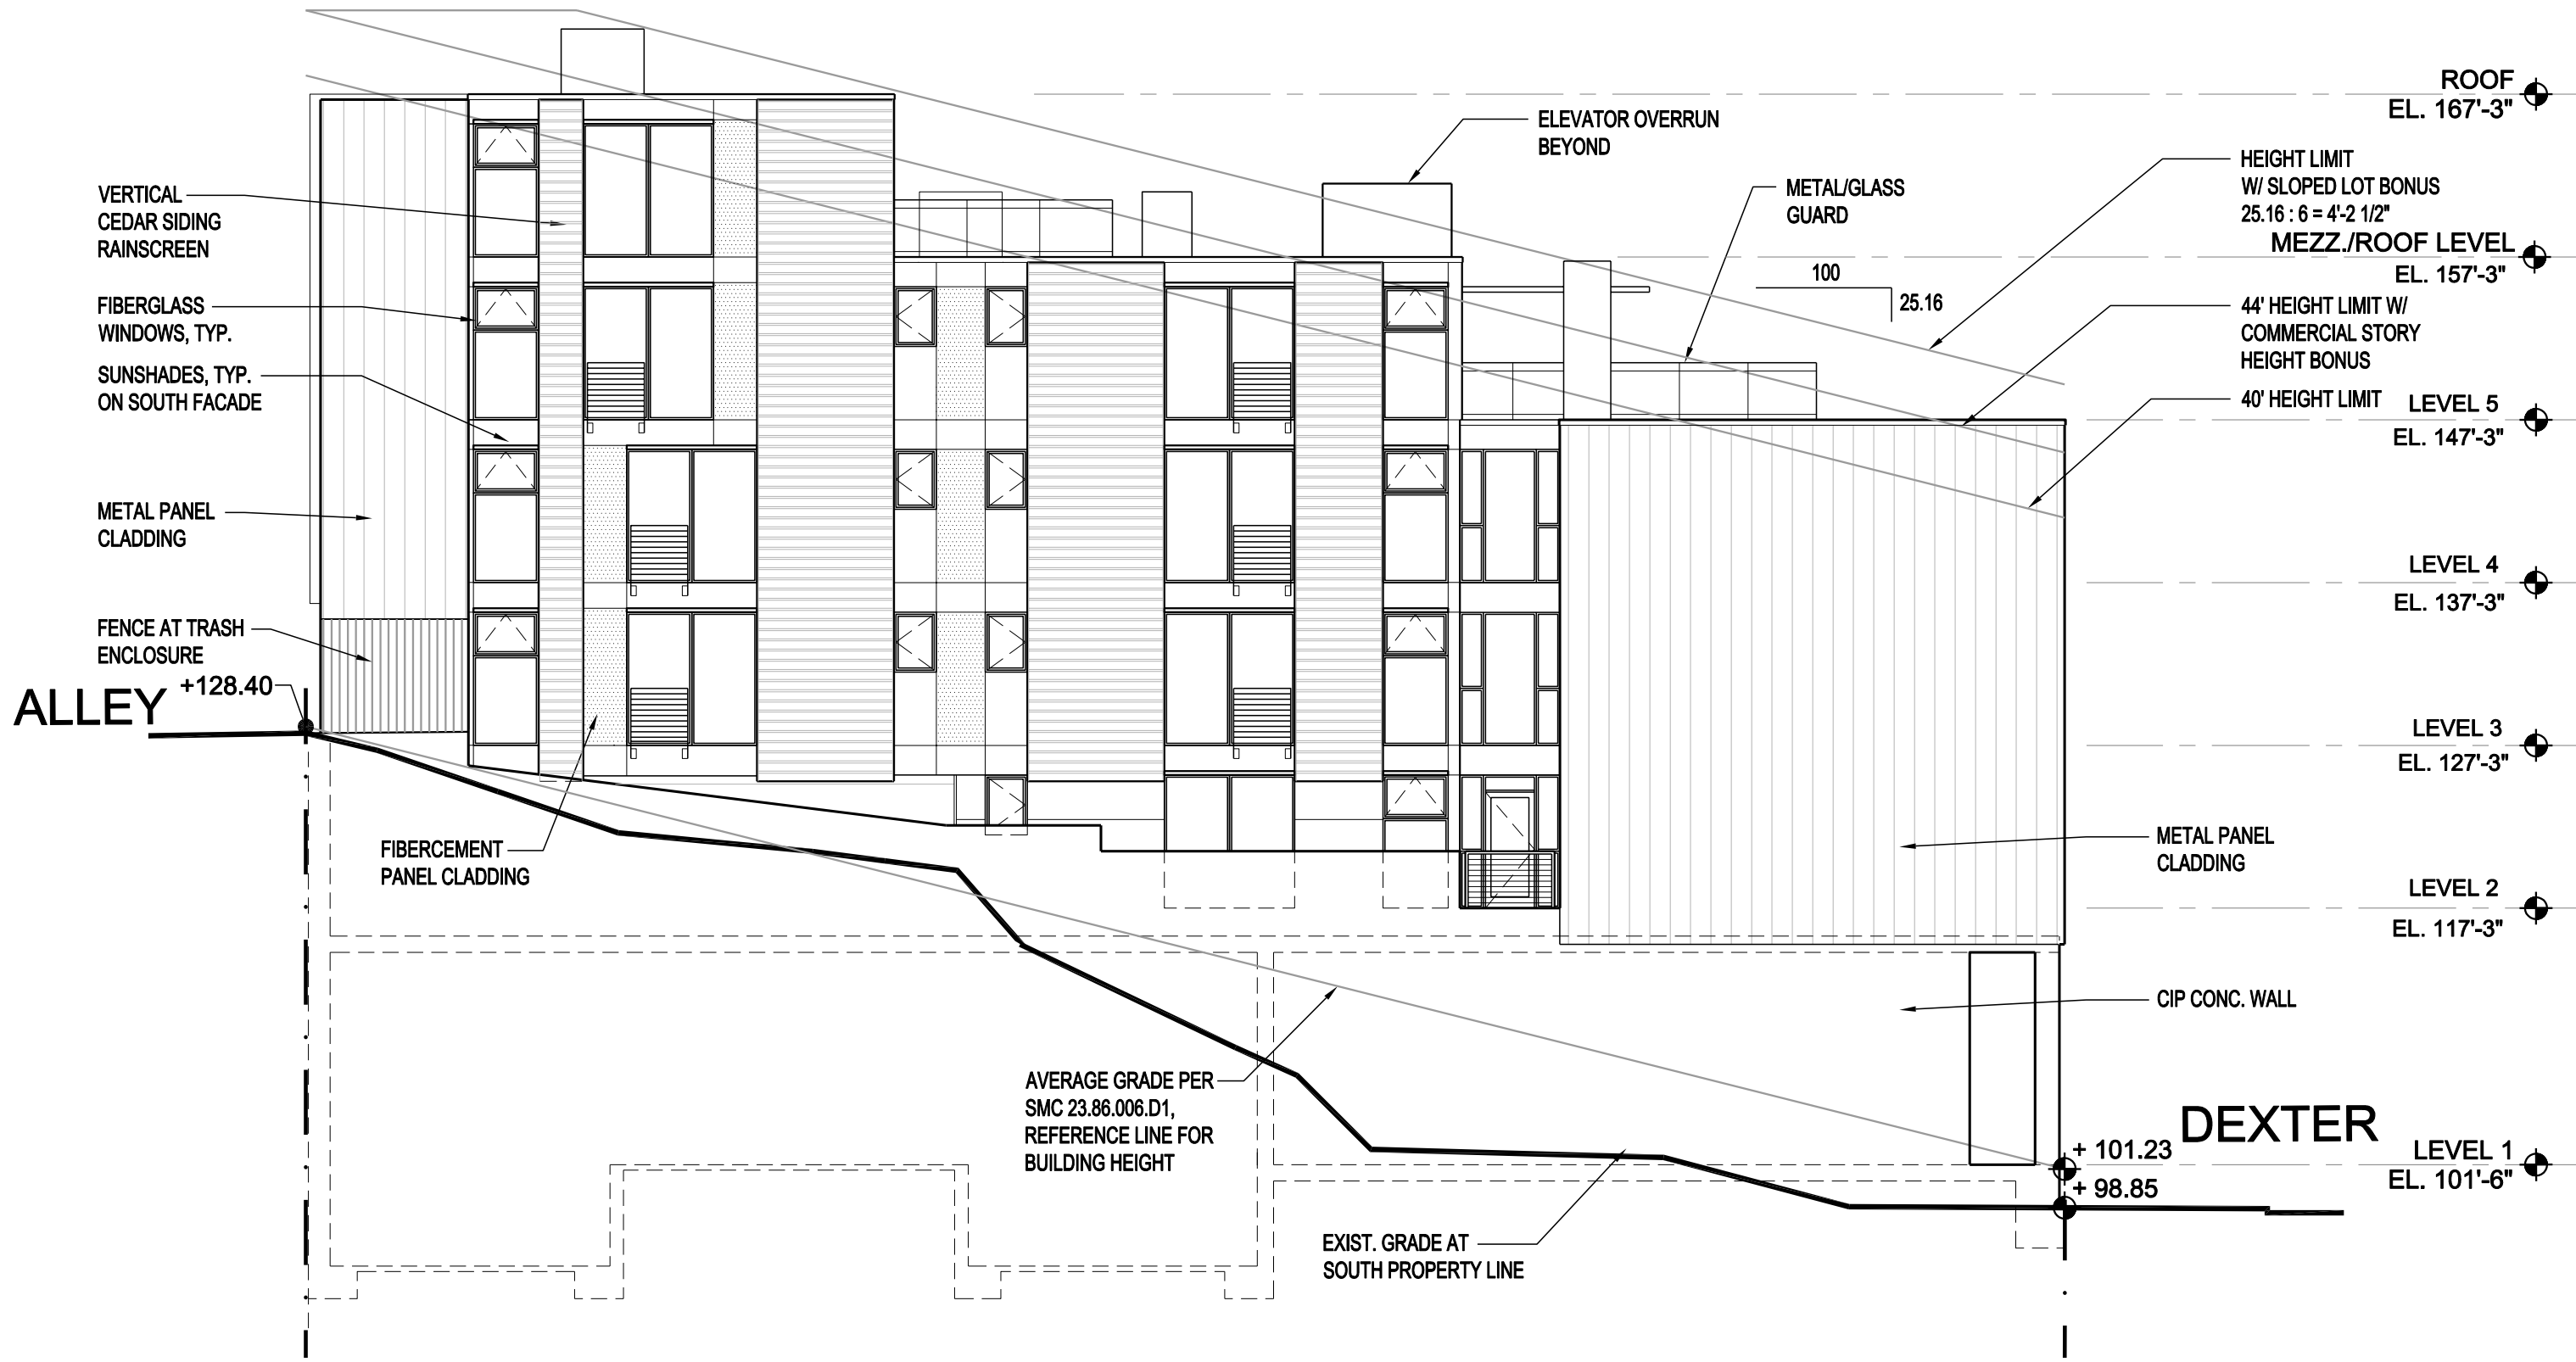 ROOF
EL. 167'-3"
ELEVATOR OVERRUN
BEYOND
HEIGHT LIMIT
W/ SLOPED LOT BONUS
25.16 : 6 = 4'-2 1/2"
METAL/GLASS
GUARD
VERTICAL
CEDAR SIDING
RAINSCREEN
MEZZ./ROOF LEVEL
EL. 157'-3"
100
25.16
FIBERGLASS
WINDOWS, TYP.
44' HEIGHT LIMIT W/
COMMERCIAL STORY
HEIGHT BONUS
SUNSHADES, TYP.
ON SOUTH FACADE
40' HEIGHT LIMIT
LEVEL 5
EL. 147'-3"
METAL PANEL
CLADDING
LEVEL 4
EL. 137'-3"
FENCE AT TRASH
ENCLOSURE
ALLEY
+128.40
LEVEL 3
EL. 127'-3"
FIBERCEMENT
PANEL CLADDING
METAL PANEL
CLADDING
LEVEL 2
EL. 117'-3"
CIP CONC. WALL
AVERAGE GRADE PER
SMC 23.86.006.D1,
REFERENCE LINE FOR
BUILDING HEIGHT
DEXTER
+ 101.23
+ 98.85
LEVEL 1
EL. 101'-6"
EXIST. GRADE AT
SOUTH PROPERTY LINE